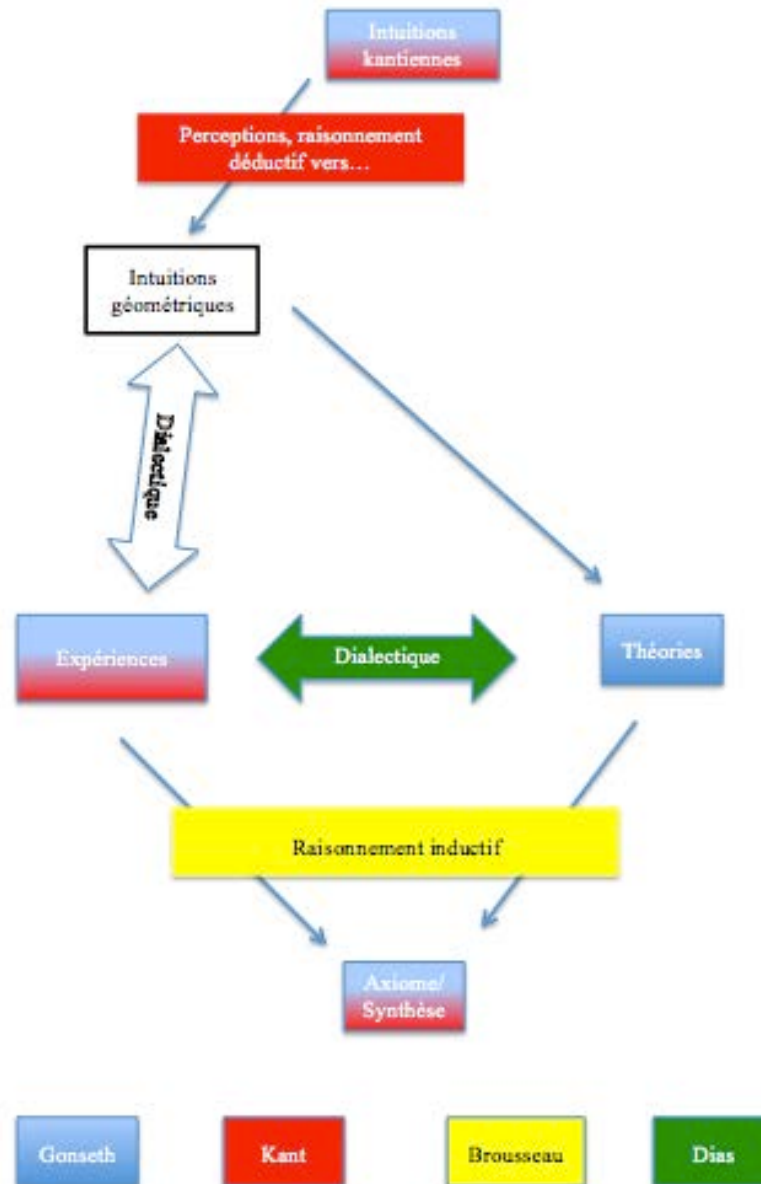 Intuitions
kantiennes
Perceptions, raisonnement
déductif vers…
Intuitions
géométriques
Dialectique
Expériences
Dialectique
Théories
Raisonnement inductif
Axiome/
Synthèse
Gonseth
Kant
Brousseau
Dias